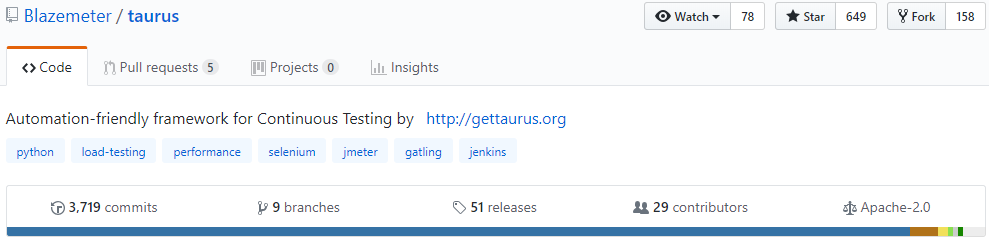 Blazemeter / taurus Watch 78 Star 649 Fork 158
Code Pull requests 5 Projects 0 Insights
Automation-friendly framework for Continuous Testing by http://gettaurus.org
python load-testing performance selenium jmeter gatling jenkins
3,719 commits 9 branches 51 releases 29 contributors Apache-2.0